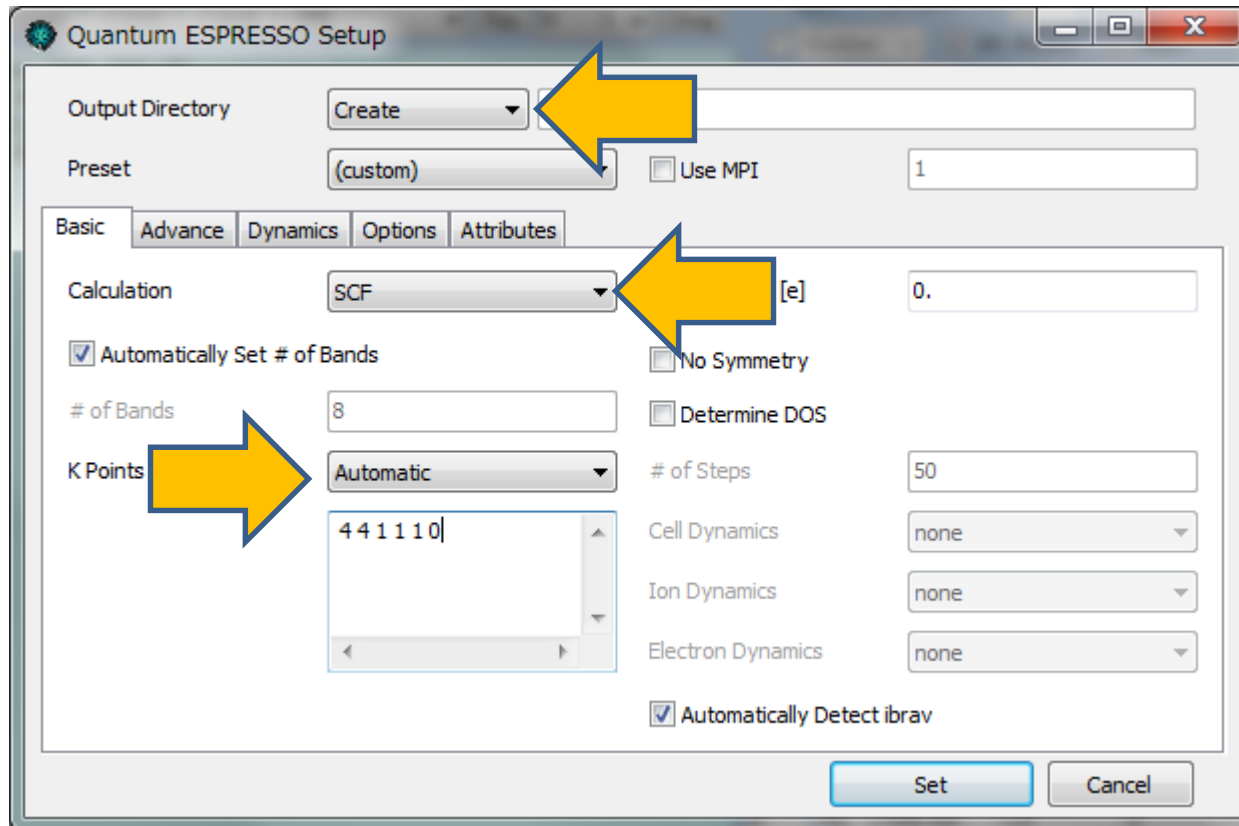 Quantum ESPRESSO Setup
Output Directory Create
Preset (custom) Use MPI 1
Basic Advance Dynamics Options Attributes
Calculation SCF [e] 0.
Automatically Set # of Bands No Symmetry
# of Bands 8 Determine DOS
K Points Automatic # of Steps 50
4 4 1 1 1 0 Cell Dynamics none
Ion Dynamics none
Electron Dynamics none
Automatically Detect ibrav
Set Cancel